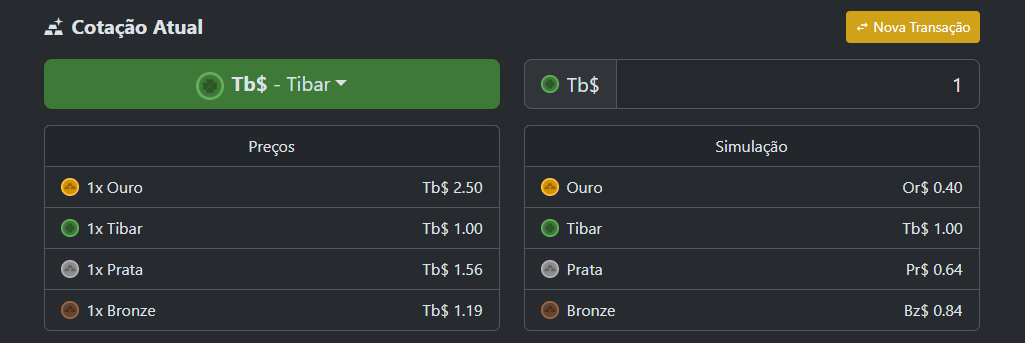 Cotação Atual
Nova Transação
Tb$ - Tibar
Tb$ 1
Preços
1x Ouro Tb$ 2.50
1x Tibar Tb$ 1.00
1x Prata Tb$ 1.56
1x Bronze Tb$ 1.19
Simulação
Ouro Or$ 0.40
Tibar Tb$ 1.00
Prata Pr$ 0.64
Bronze Bz$ 0.84